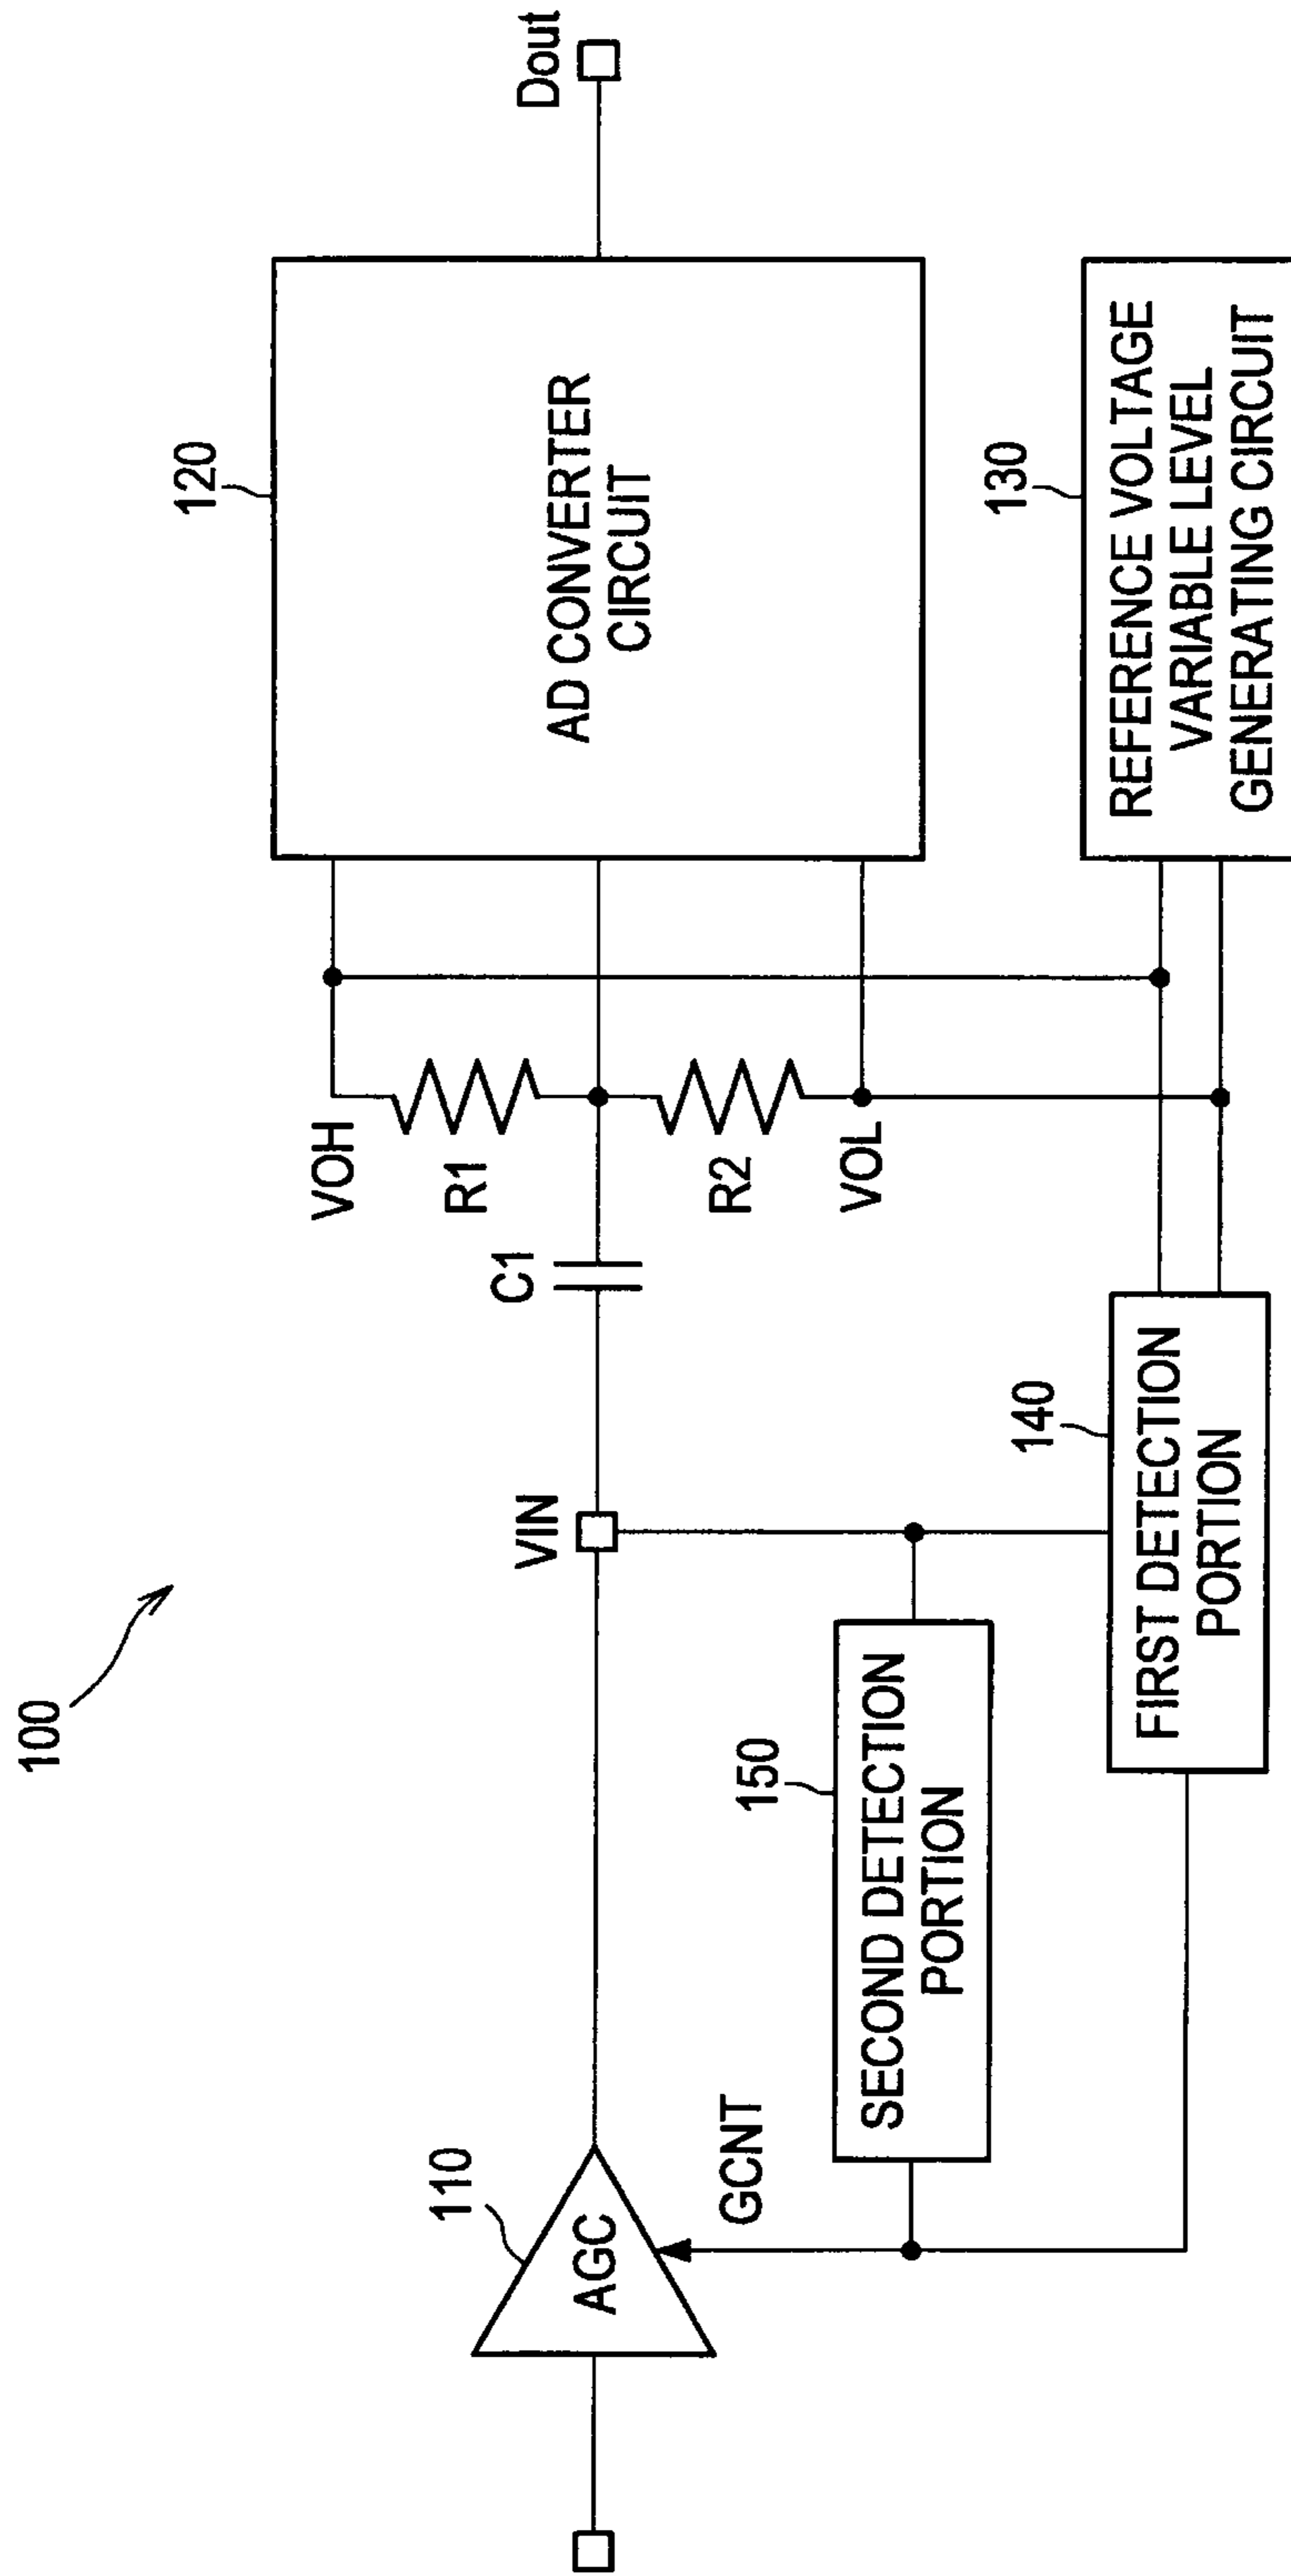 100
120
Dout
AD CONVERTER
CIRCUIT
VOH
R1
C1
R2
VOL
VIN
110
AGC
GCNT
150
SECOND DETECTION
PORTION
140
FIRST DETECTION
PORTION
130
REFERENCE VOLTAGE
VARIABLE LEVEL
GENERATING CIRCUIT